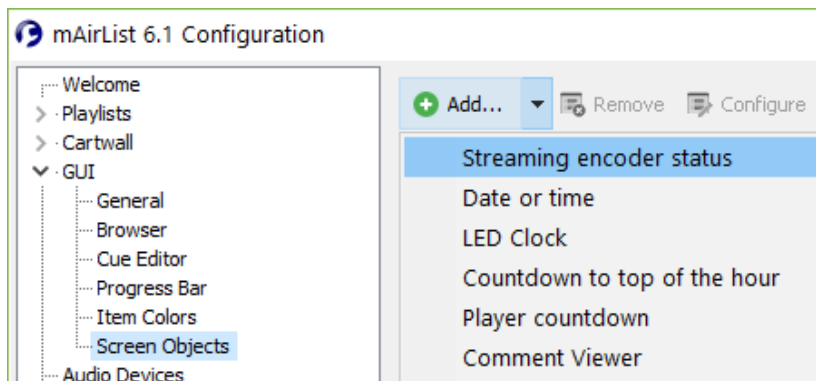 mAirList 6.1 Configuration
Welcome
Playlists
Cartwall
GUI
General
Browser
Cue Editor
Progress Bar
Item Colors
Screen Objects
Audio Devices
Add... Remove Configure
Streaming encoder status
Date or time
LED Clock
Countdown to top of the hour
Player countdown
Comment Viewer